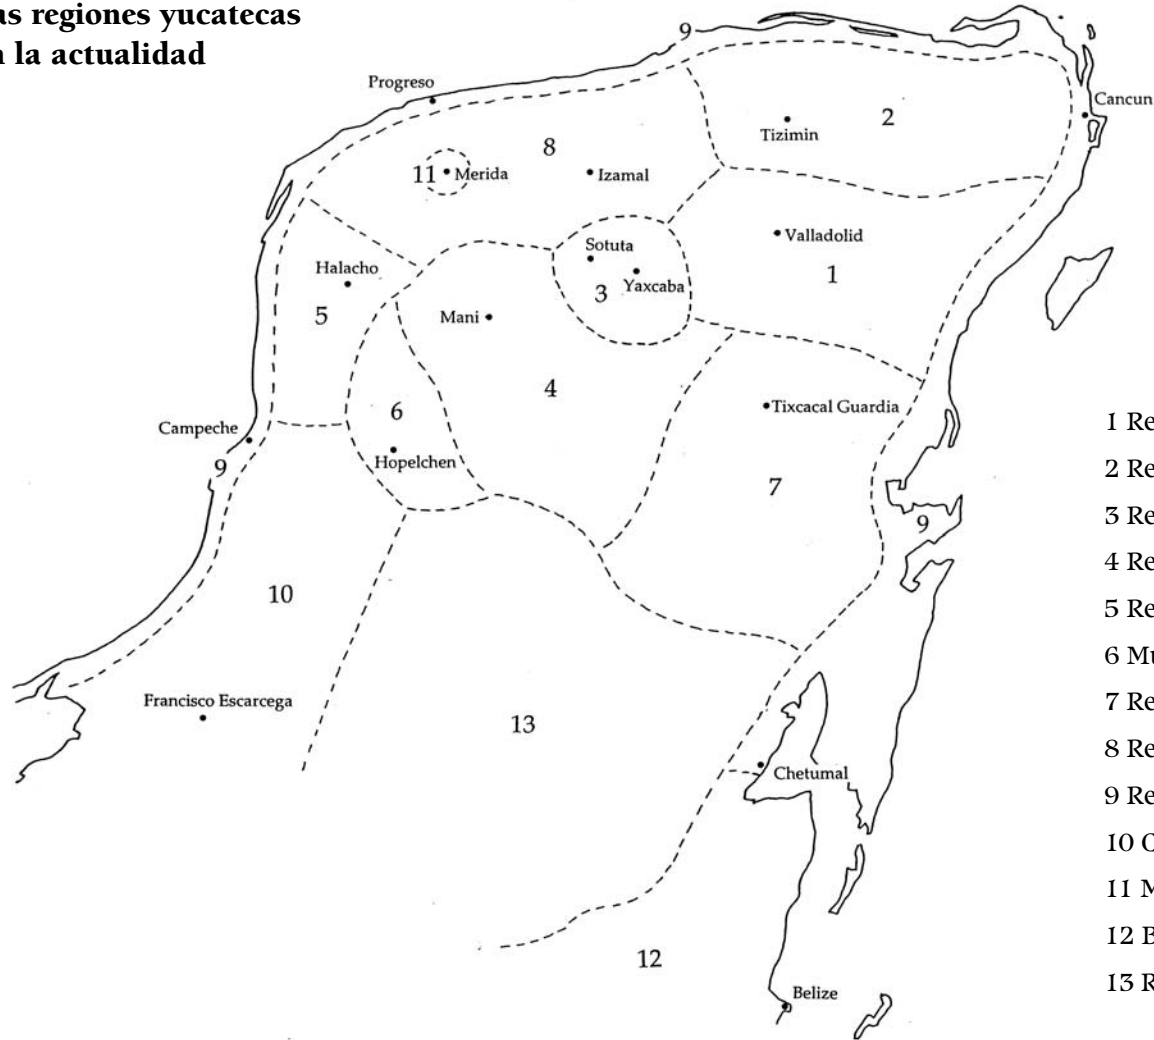 as regiones yucatecas
n la actualidad
9
Progreso
Cancun
2
Tizimin
8
11 Merida
Izamal
Valladolid
Sotuta
Halacho
1
Yaxcaba
3
5
Mani
4
6
Tixcacal Guardia
Campeche
1 Re
Hopelchen
9
2 Re
7
3 Re
9
4 Re
10
5 Re
6 Mu
Francisco Escarcega
7 Re
13
8 Re
Chetumal
9 Re
10 C
11 M
12 B
12
13 R
Belize